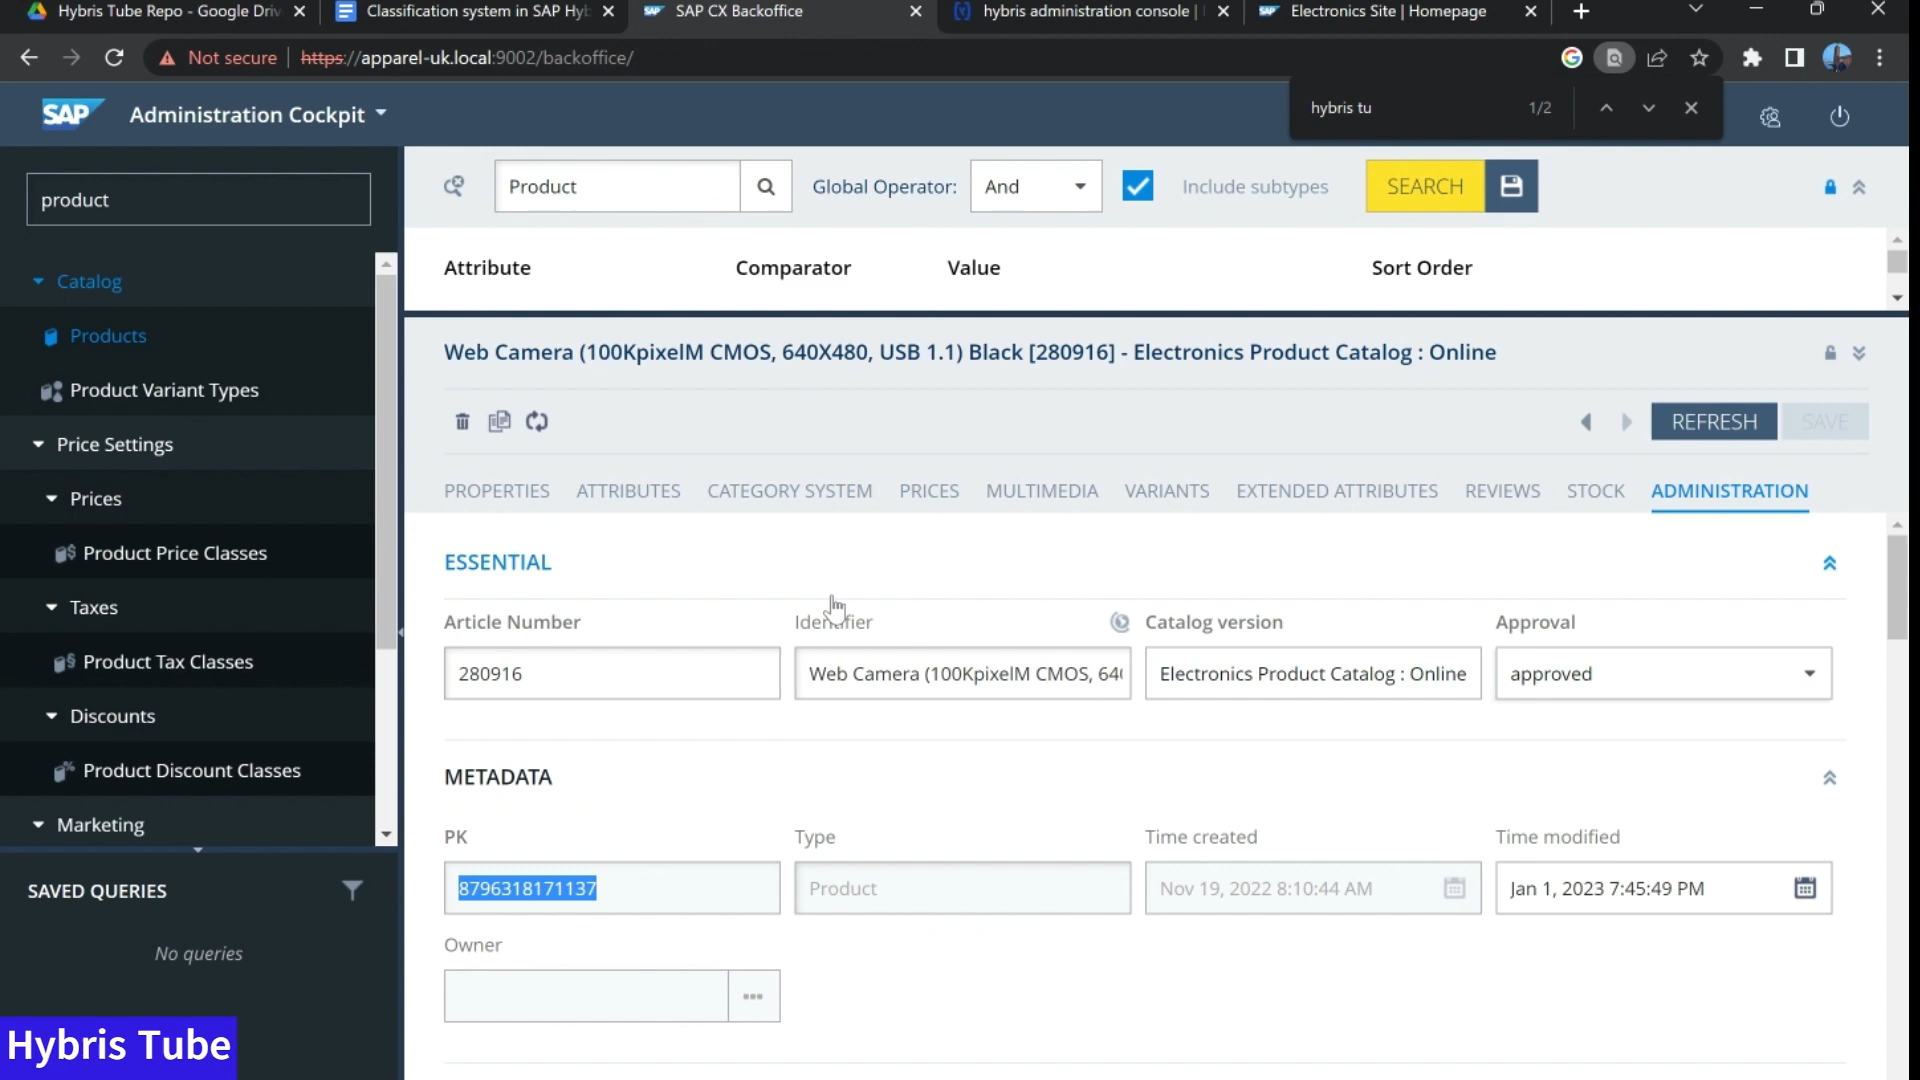 Hybris Tube Repo - Google Driv
Classification system in SAP Hyb
SAP CX Backoffice
hybris administration console |
Electronics Site | Homepage
Not secure
https://apparel-uk.local:9002/backoffice/
hybris tu
1/2
SAP
Administration Cockpit
product
Product
Global Operator:
And
Include subtypes
SEARCH
Attribute
Comparator
Value
Sort Order
Catalog
Products
Product Variant Types
Price Settings
Prices
Product Price Classes
Taxes
Product Tax Classes
Discounts
Product Discount Classes
Marketing
SAVED QUERIES
No queries
Web Camera (100KpixelM CMOS, 640X480, USB 1.1) Black [280916] - Electronics Product Catalog : Online
REFRESH
SAVE
PROPERTIES
ATTRIBUTES
CATEGORY SYSTEM
PRICES
MULTIMEDIA
VARIANTS
EXTENDED ATTRIBUTES
REVIEWS
STOCK
ADMINISTRATION
ESSENTIAL
Article Number
Identifier
Catalog version
Approval
280916
Web Camera (100KpixelM CMOS, 640
Electronics Product Catalog : Online
approved
METADATA
PK
Type
Time created
Time modified
8796318171137
Product
Nov 19, 2022 8:10:44 AM
Jan 1, 2023 7:45:49 PM
Owner
Hybris Tube